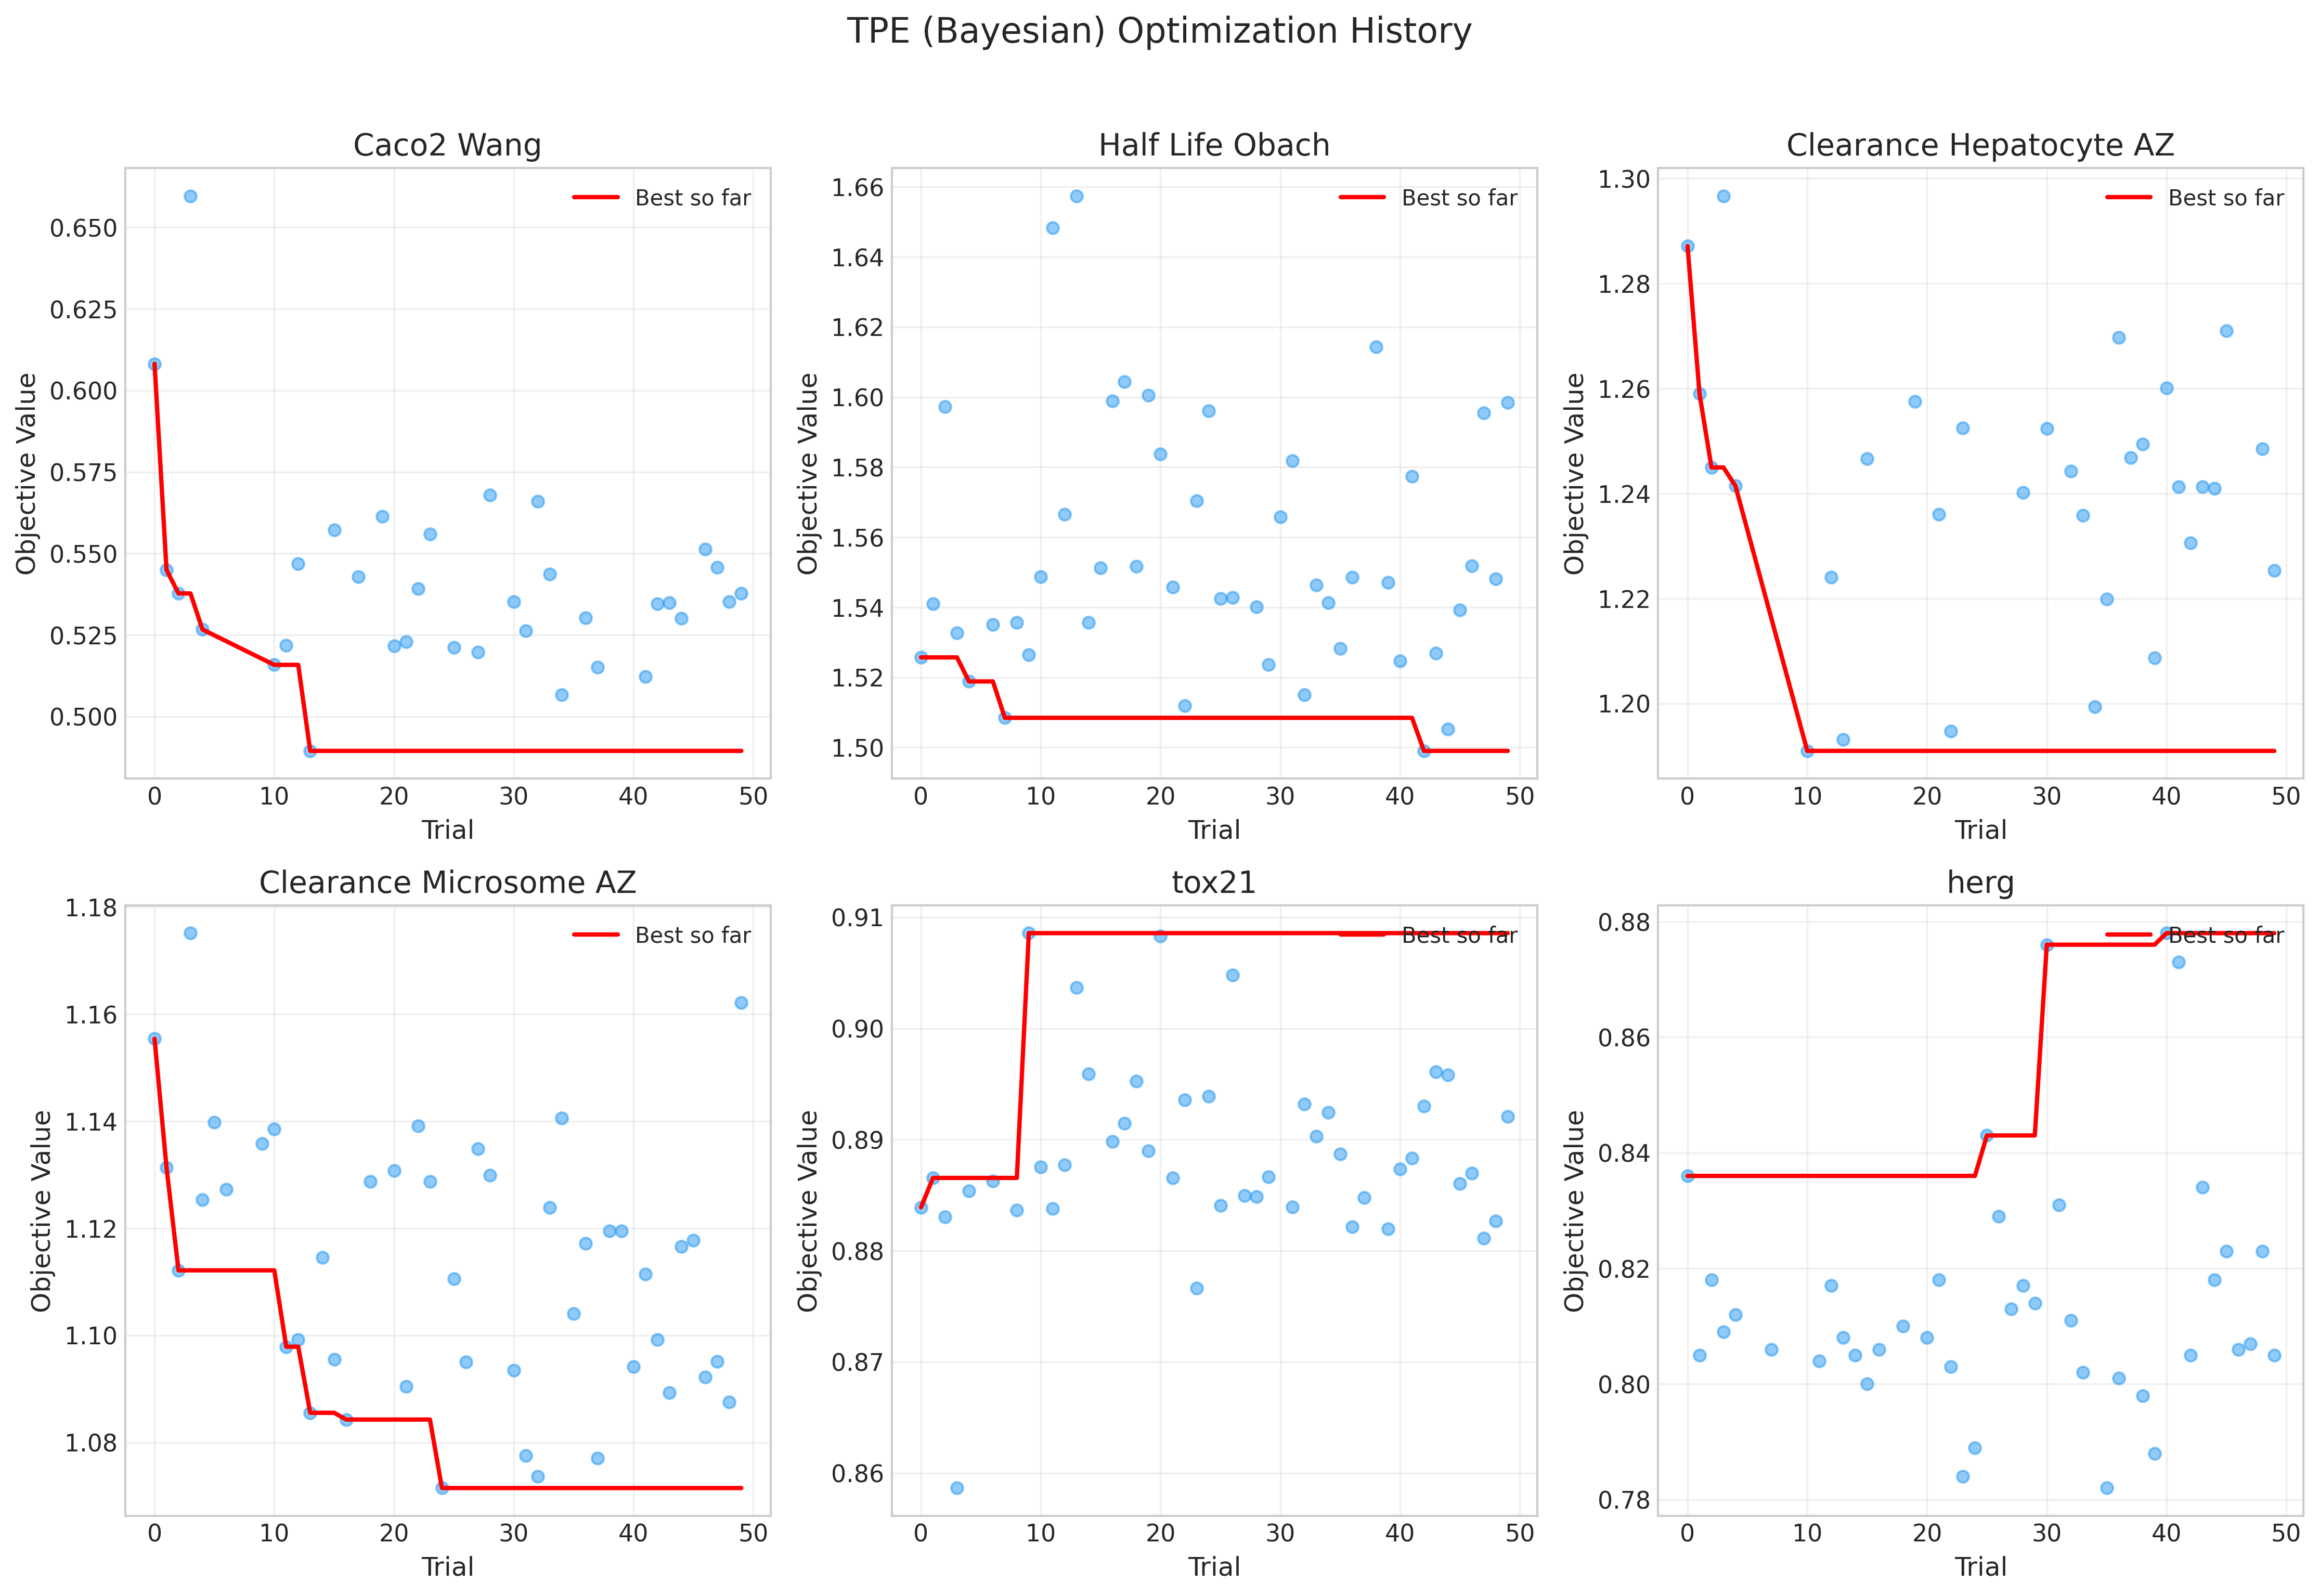 TPE (Bayesian) Optimization History
Caco2 Wang
Best so far
Objective Value
0.650
0.625
0.600
0.575
0.550
0.525
0.500
0 10 20 30 40 50
Trial
Half Life Obach
Best so far
Objective Value
1.66
1.64
1.62
1.60
1.58
1.56
1.54
1.52
1.50
0 10 20 30 40 50
Trial
Clearance Hepatocyte AZ
Best so far
Objective Value
1.30
1.28
1.26
1.24
1.22
1.20
0 10 20 30 40 50
Trial
Clearance Microsome AZ
Best so far
Objective Value
1.18
1.16
1.14
1.12
1.10
1.08
0 10 20 30 40 50
Trial
tox21
Best so far
Objective Value
0.91
0.90
0.89
0.88
0.87
0.86
0 10 20 30 40 50
Trial
herg
Best so far
Objective Value
0.88
0.86
0.84
0.82
0.80
0.78
0 10 20 30 40 50
Trial